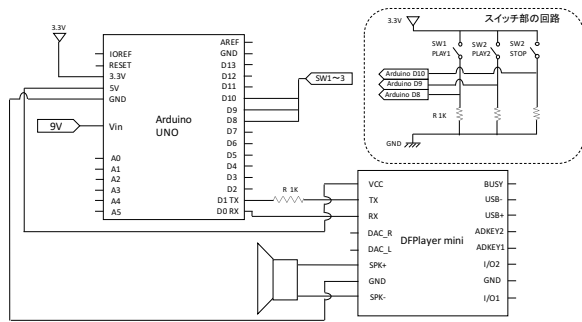 3.3V
IOREF
RESET
3.3V
5V
GND
9V
Vin
A0
A1
A2
A3
A4
A5
Arduino
UNO
AREF
GND
D13
D12
D11
D10
D9
D8
D7
D6
D5
D4
D3
D2
D1 TX
D0 RX
SW1～3
R 1K
スイッチ部の回路
3.3V
SW1
PLAY1
SW2
PLAY2
SW2
STOP
Arduino D10
Arduino D9
Arduino D8
R 1K
GND
VCC
TX
RX
DAC_R
DAC_L
SPK+
GND
SPK-
DFPlayer mini
BUSY
USB-
USB+
ADKEY2
ADKEY1
I/O2
GND
I/O1